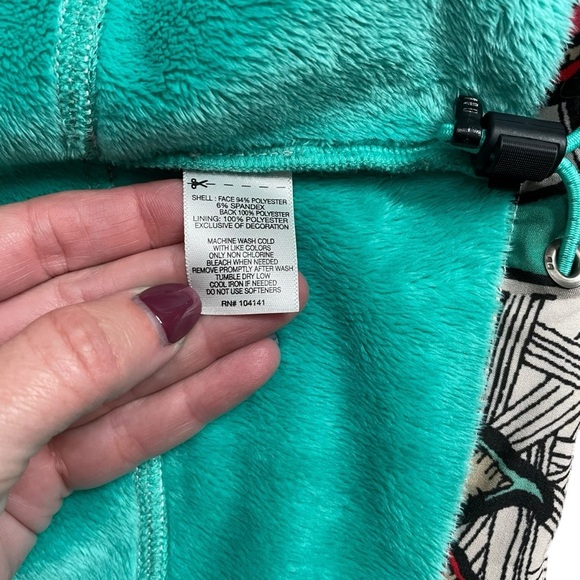 SHELL : FACE 94% POLYESTER
6% SPANDEX
BACK 100% POLYESTER
LINING: 100% POLYESTER
EXCLUSIVE OF DECORATION
MACHINE WASH COLD
WITH LIKE COLORS
ONLY NON CHLORINE
BLEACH WHEN NEEDED
REMOVE PROMPTLY AFTER WASH
TUMBLE DRY LOW
COOL IRON IF NEEDED
DO NOT USE SOFTENERS
RN# 104141